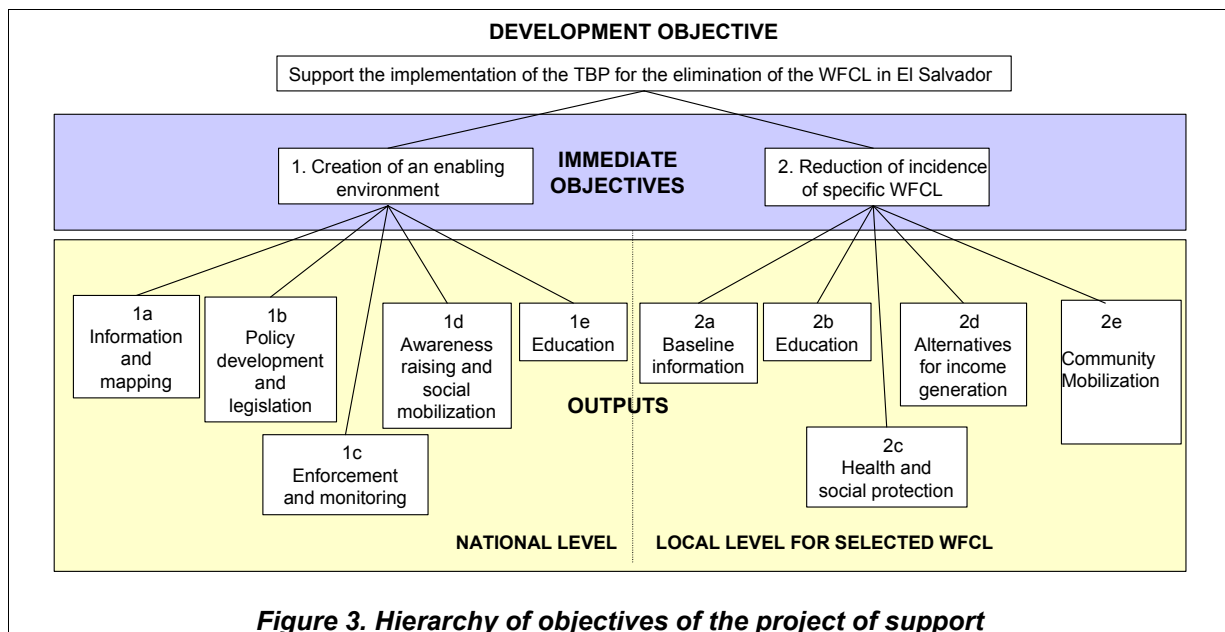 DEVELOPMENT OBJECTIVE
Support the implementation of the TBP for the elimination of the WFCL in El Salvador
1. Creation of an enabling
environment
IMMEDIATE
OBJECTIVES
2. Reduction of incidence
of specific WFCL
1a
Information
and
mapping
1b
Policy
development
and
legislation
1c
Enforcement
and monitoring
1d
Awareness
raising and
social
mobilization
1e
Education
OUTPUTS
2a
Baseline
information
2b
Education
2c
Health and
social protection
2d
Alternatives
for income
generation
2e
Community
Mobilization
NATIONAL LEVEL
LOCAL LEVEL FOR SELECTED WFCL
Figure 3. Hierarchy of objectives of the project of support